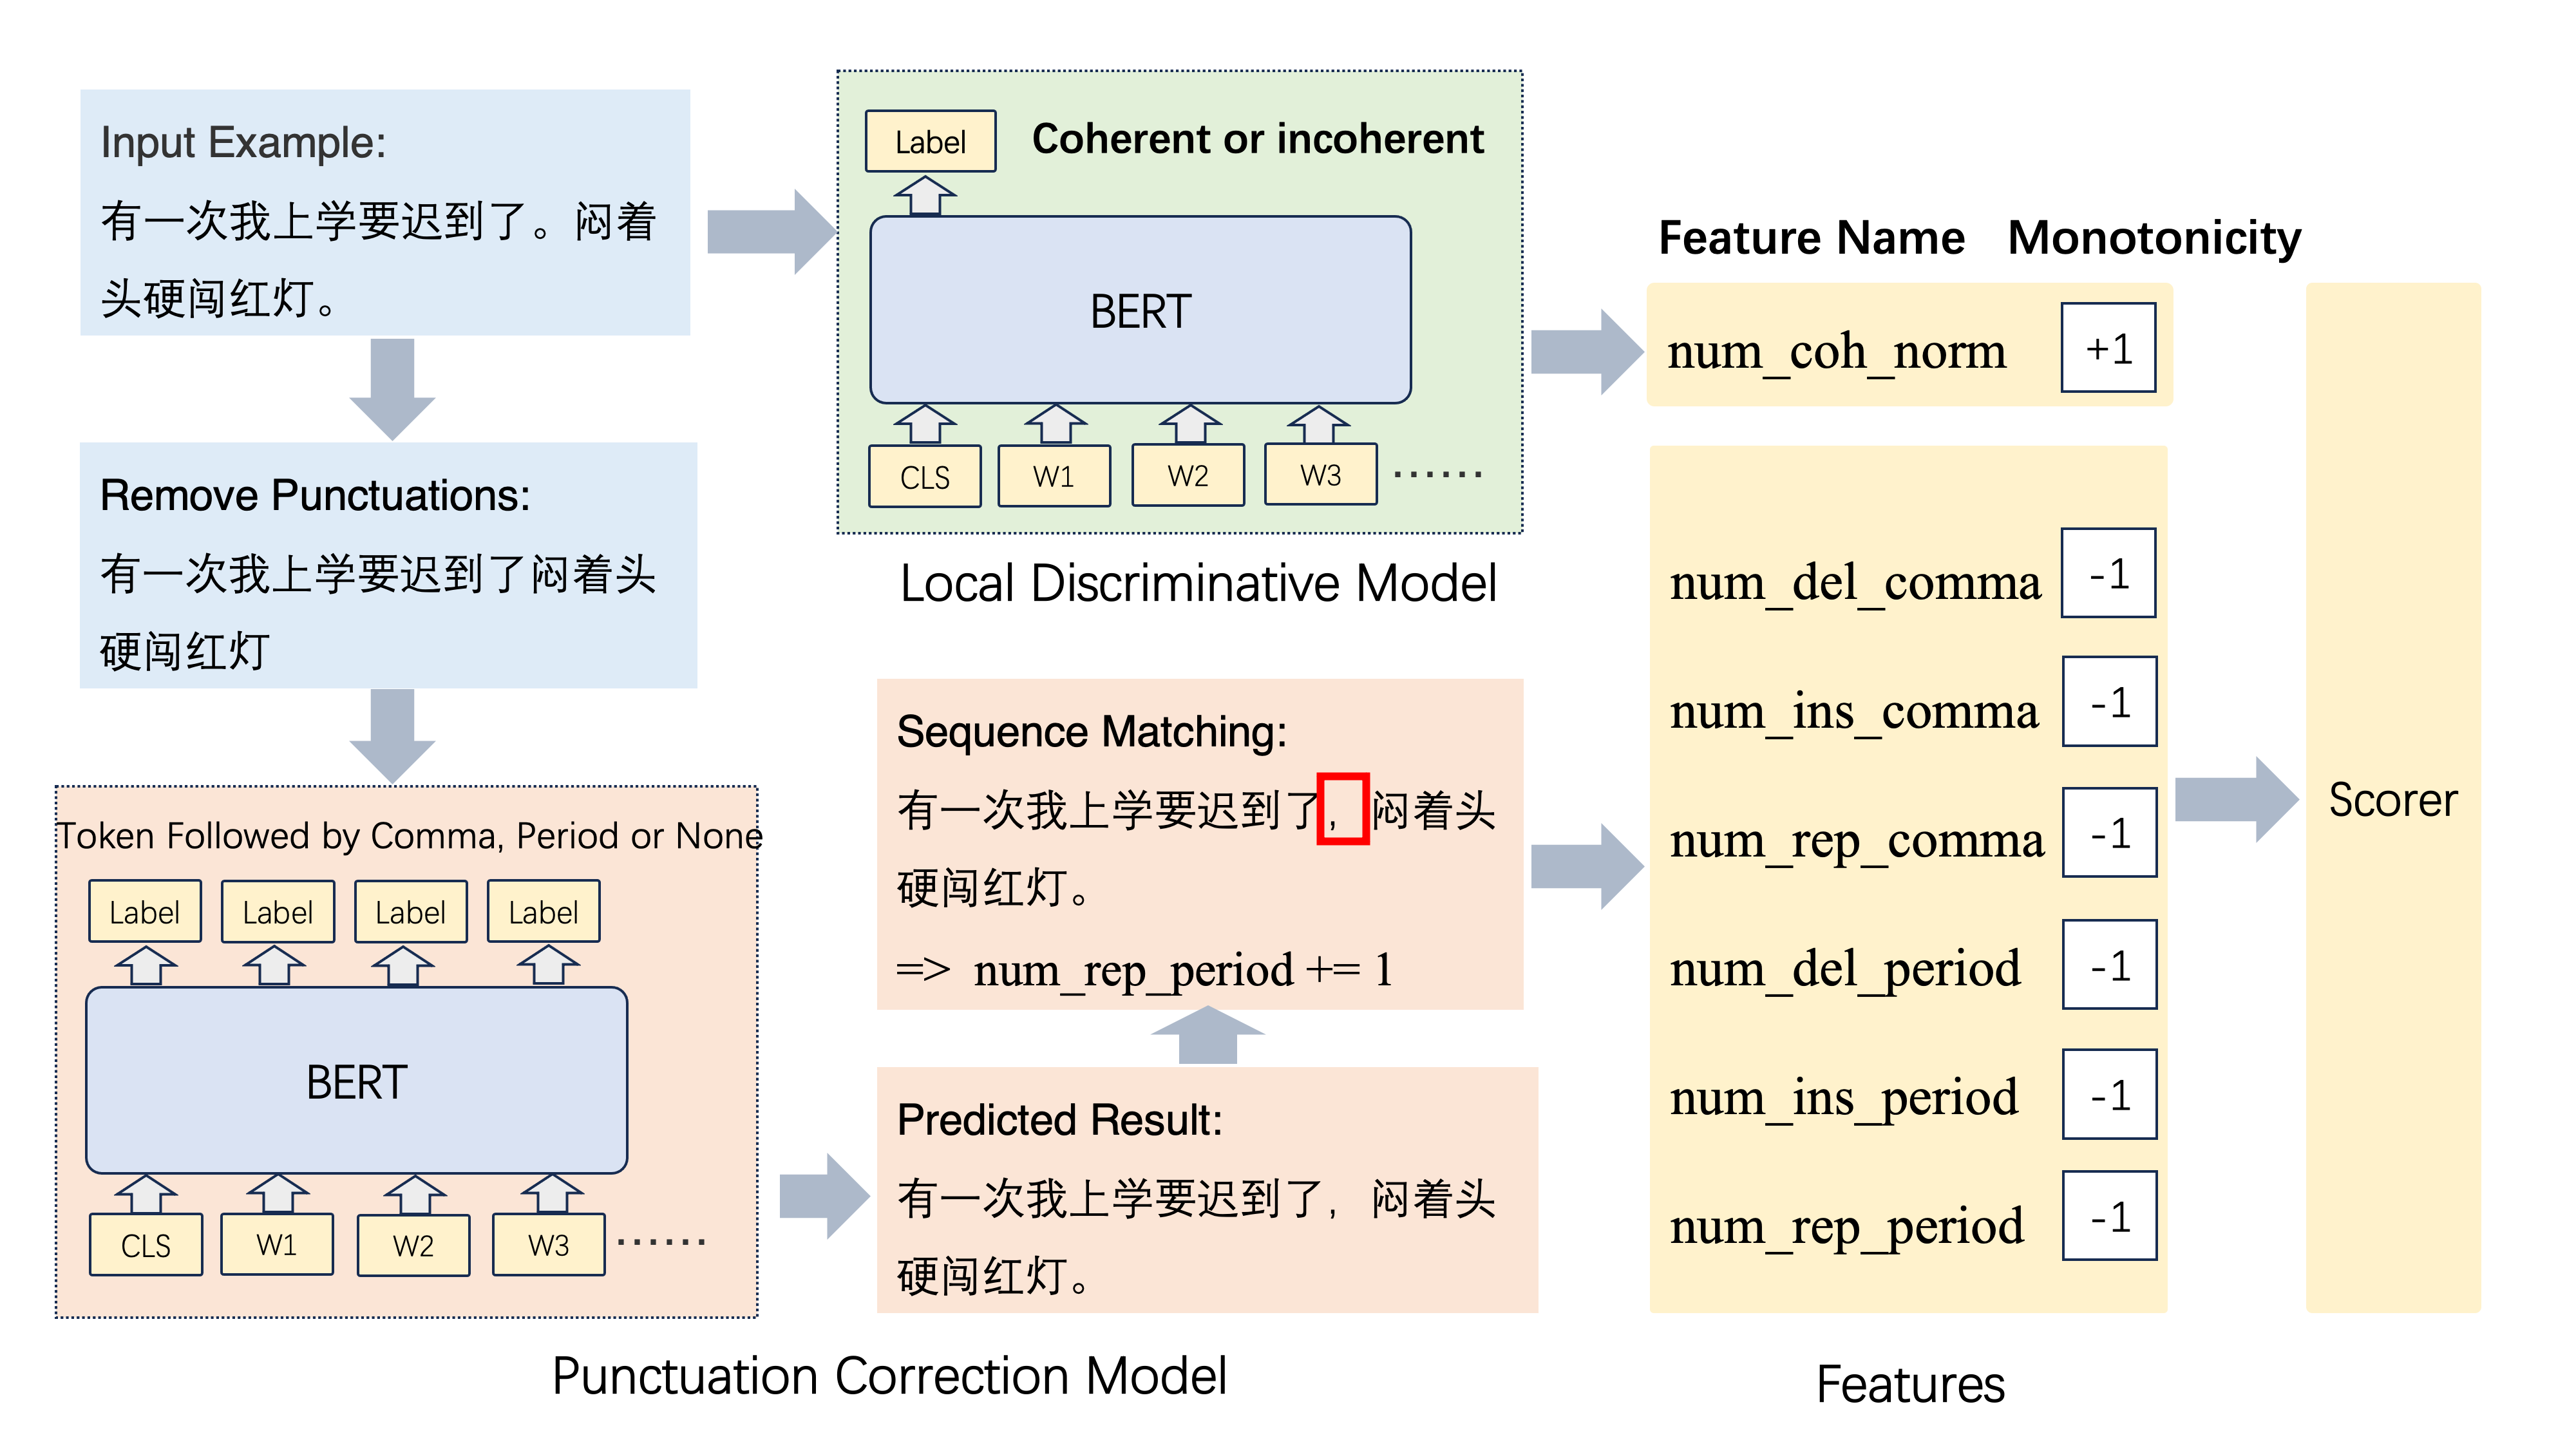 Input Example:
有一次我上学要迟到了。闷着
头硬闯红灯。
Remove Punctuations:
有一次我上学要迟到了闷着头
硬闯红灯
Token Followed by Comma, Period or None
Label Label Label Label
BERT
CLS W1 W2 W3 ······
Punctuation Correction Model
Label Coherent or incoherent
BERT
CLS W1 W2 W3 ······
Local Discriminative Model
Sequence Matching:
有一次我上学要迟到了，闷着头
硬闯红灯。
=> num_rep_period += 1
Predicted Result:
有一次我上学要迟到了，闷着头
硬闯红灯。
Feature Name Monotonicity
num_coh_norm +1
num_del_comma -1
num_ins_comma -1
num_rep_comma -1
num_del_period -1
num_ins_period -1
num_rep_period -1
Features
Scorer